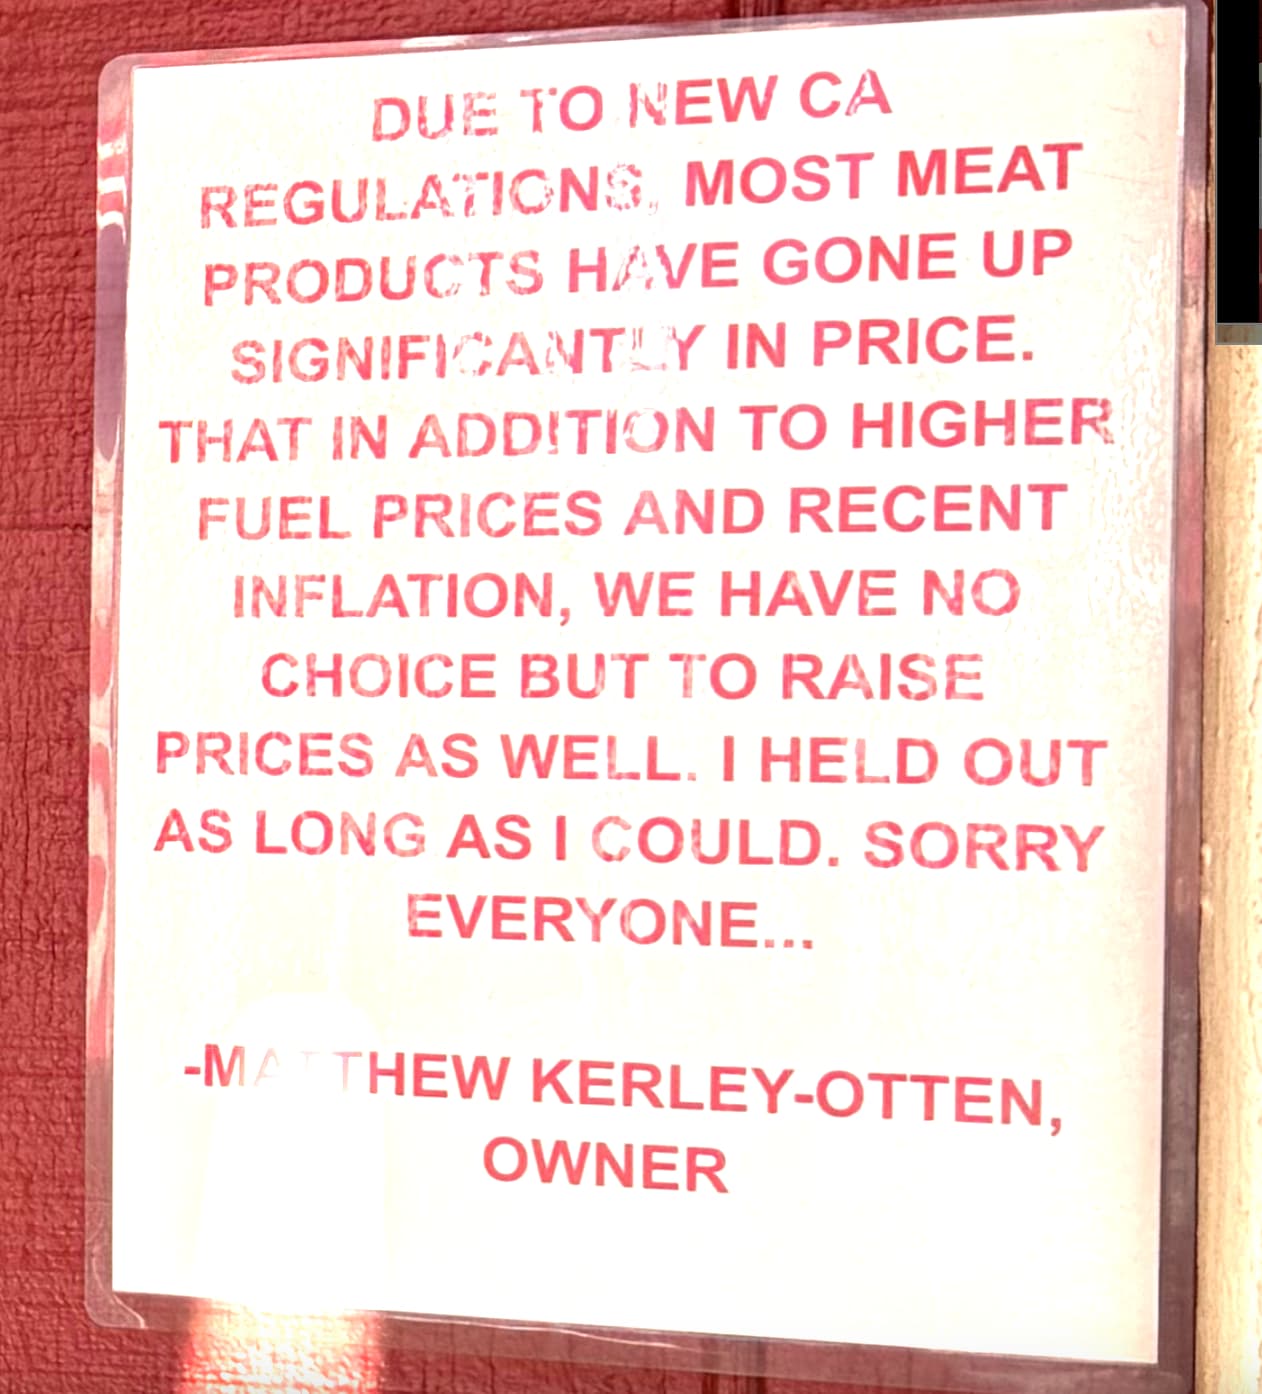 DUE TO NEW CA
REGULATIONS, MOST MEAT
PRODUCTS HAVE GONE UP
SIGNIFICANTLY IN PRICE.
THAT IN ADDITION TO HIGHER
FUEL PRICES AND RECENT
INFLATION, WE HAVE NO
CHOICE BUT TO RAISE
PRICES AS WELL. I HELD OUT
AS LONG AS I COULD. SORRY
EVERYONE...
-MATTHEW KERLEY-OTTEN,
OWNER